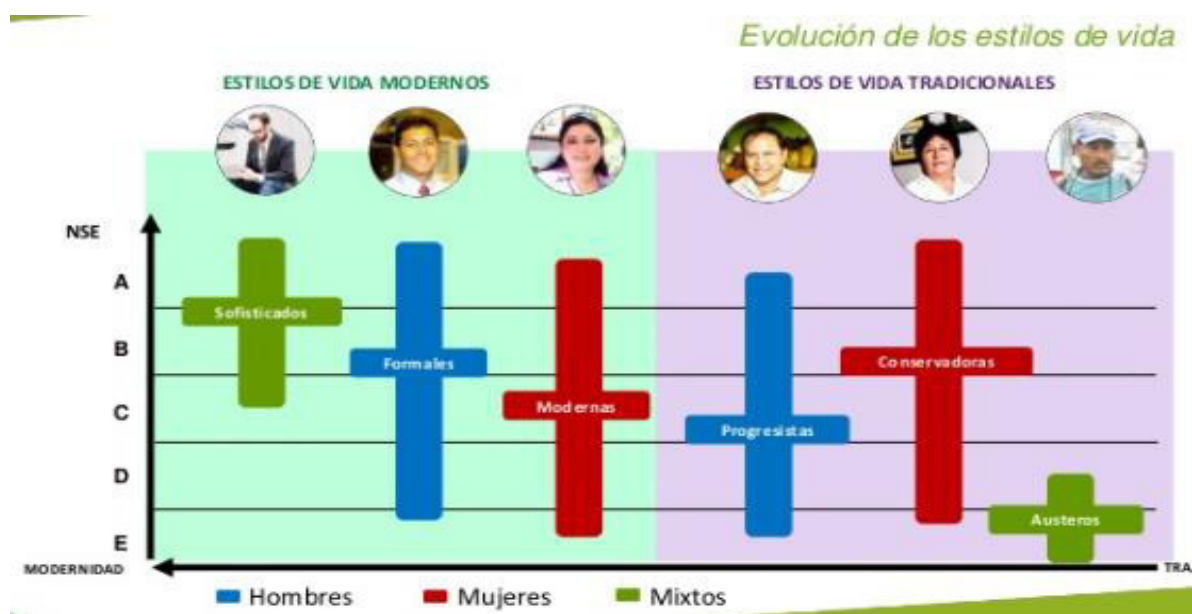 Evolución de los estilos de vida
ESTILOS DE VIDA MODERNOS
ESTILOS DE VIDA TRADICIONALES
NSE
A
Sofisticados
B
Formales
Conservadoras
C
Modernas
Progresistas
D
Austeros
E
MODERNIDAD
TRA
Hombres
Mujeres
Mixtos